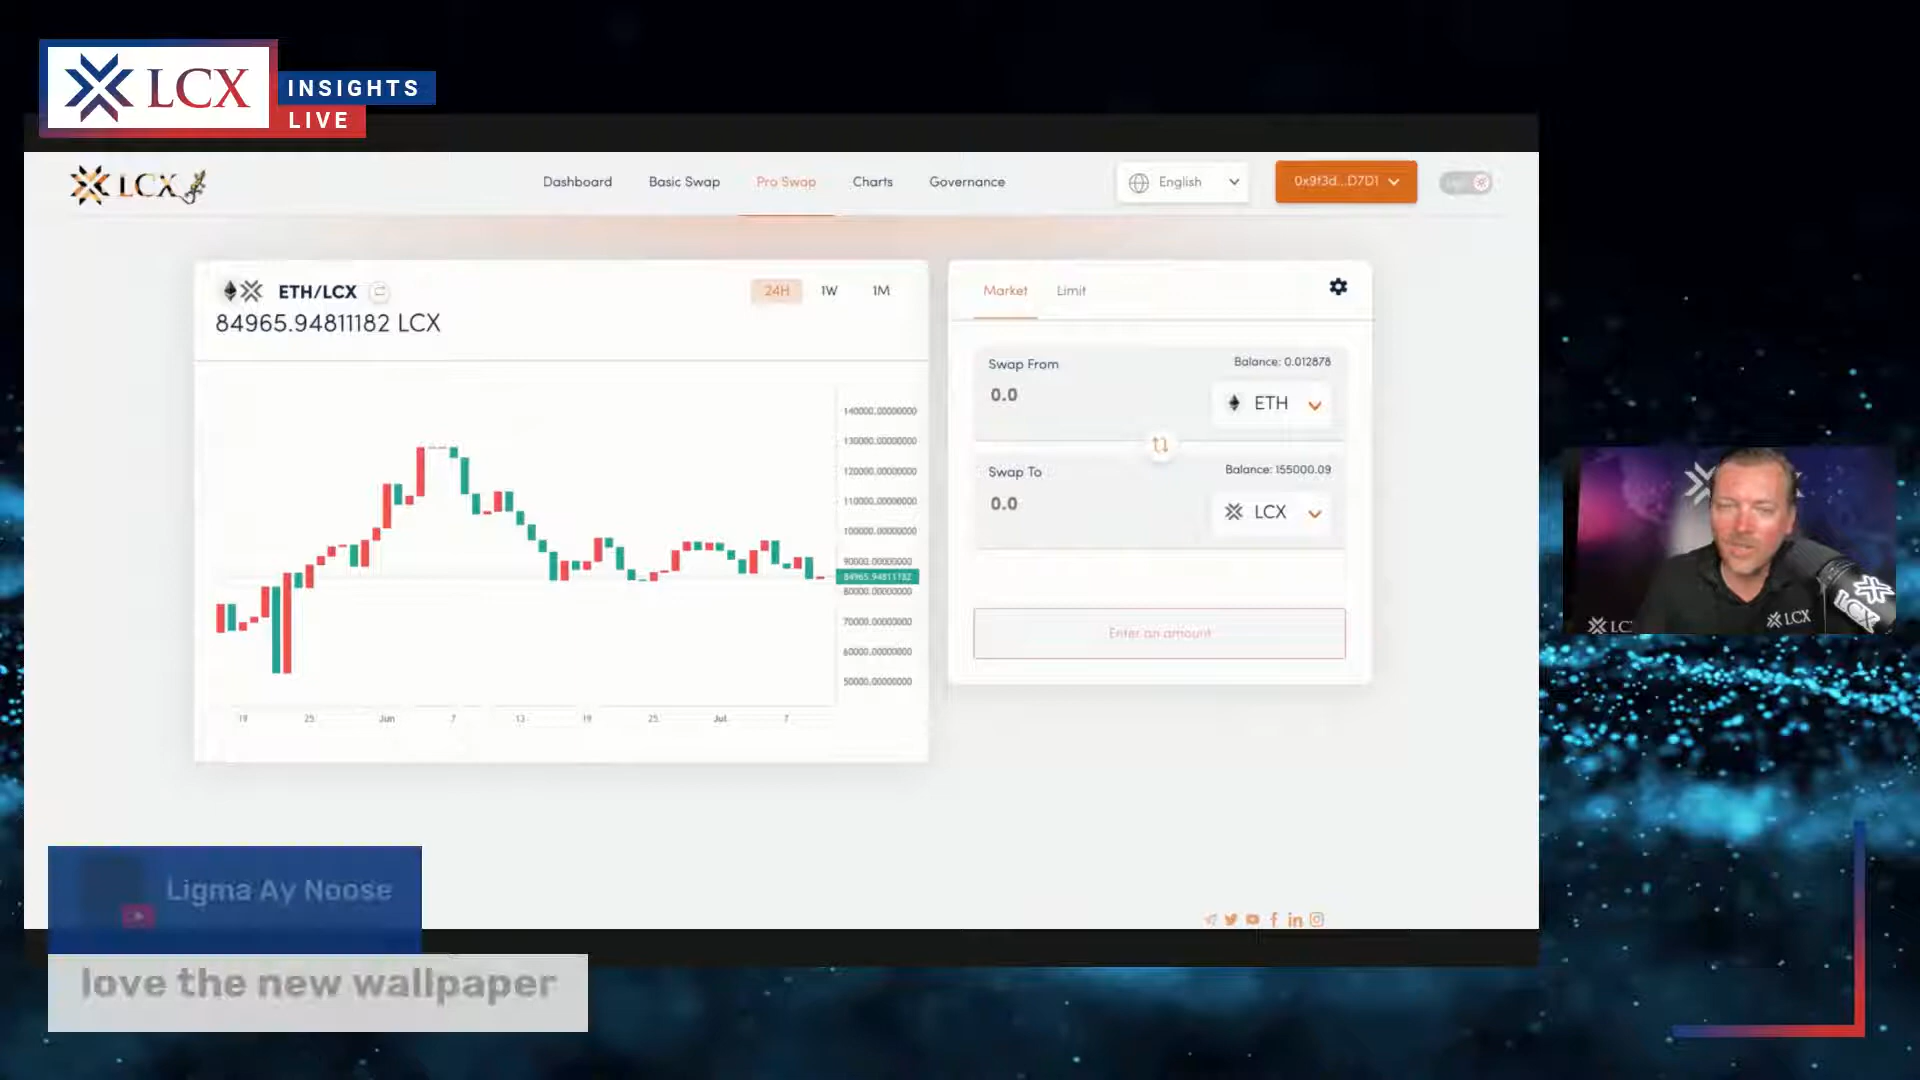 LCX
INSIGHTS
LIVE
LCX
Dashboard
Basic Swap
Pro Swap
Charts
Governance
English
0x9f3d...D7D1
ETH/LCX
84965.94811182 LCX
24H
1W
1M
140000.00000000
130000.00000000
120000.00000000
110000.00000000
100000.00000000
90000.00000000
84965.94811182
80000.00000000
70000.00000000
60000.00000000
50000.00000000
19
25
Jun
7
13
19
25
Jul
7
Market
Limit
Swap From
Balance: 0.012878
0.0
ETH
Swap To
Balance: 155000.09
0.0
LCX
Enter an amount
LCX
LCX
LC
Ligma Ay Noose
love the new wallpaper